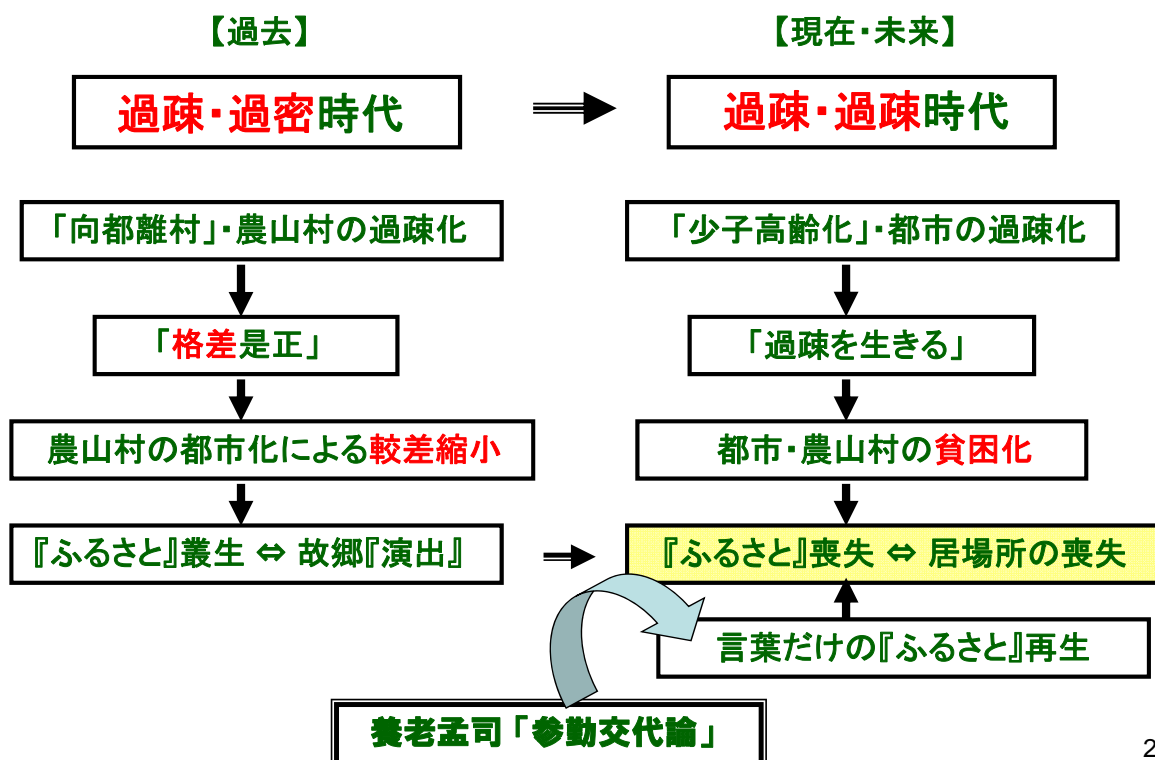 【過去】
【現在・未来】
過疎・過密時代
過疎・過疎時代
「向都離村」・農山村の過疎化
「少子高齢化」・都市の過疎化
「格差是正」
「過疎を生きる」
農山村の都市化による較差縮小
都市・農山村の貧困化
『ふるさと』叢生 ⇔ 故郷『演出』
『ふるさと』喪失 ⇔ 居場所の喪失
言葉だけの『ふるさと』再生
養老孟司「参勤交代論」
2